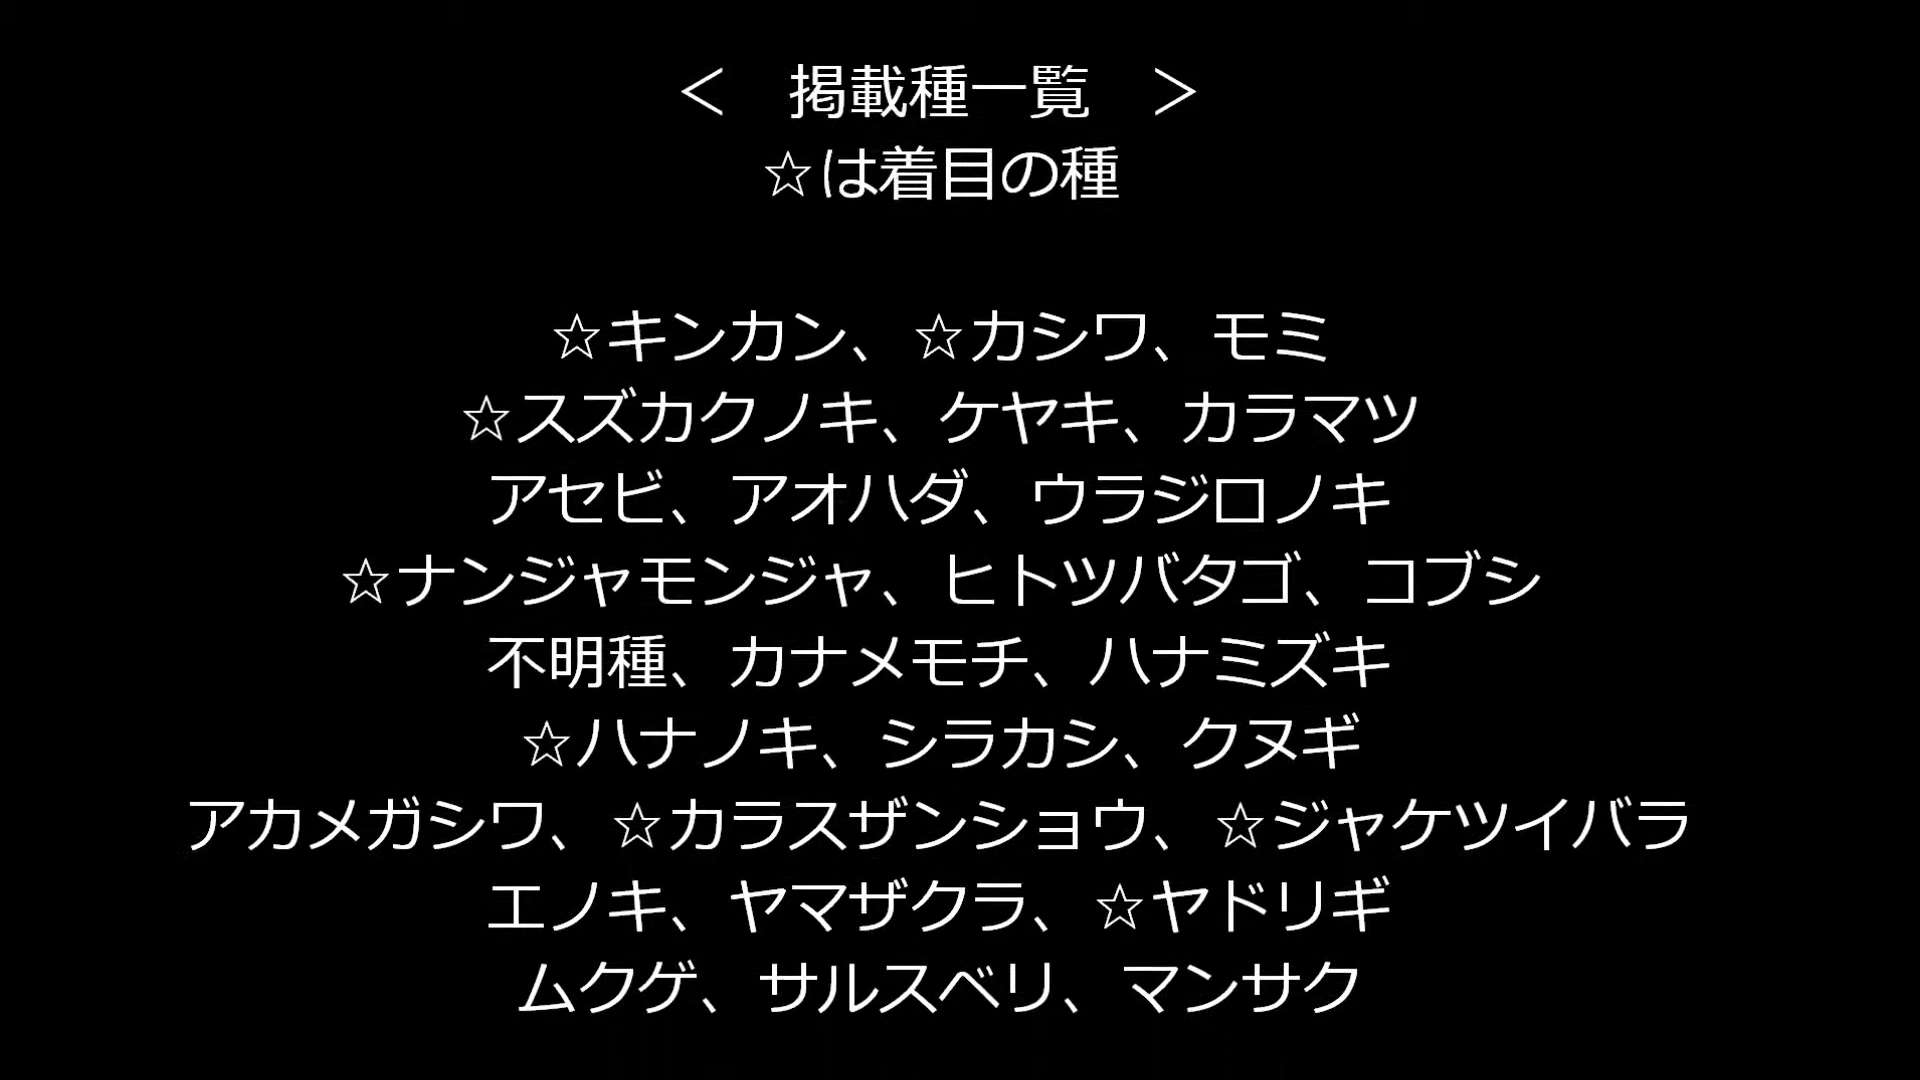 ＜　掲載種一覧　＞
☆は着目の種
☆キンカン、☆カシワ、モミ
☆スズカクノキ、ケヤキ、カラマツ
アセビ、アオハダ、ウラジロノキ
☆ナンジャモンジャ、ヒトツバタゴ、コブシ
不明種、カナメモチ、ハナミズキ
☆ハナノキ、シラカシ、クヌギ
アカメガシワ、☆カラスザンショウ、☆ジャケツイバラ
エノキ、ヤマザクラ、☆ヤドリギ
ムクゲ、サルスベリ、マンサク